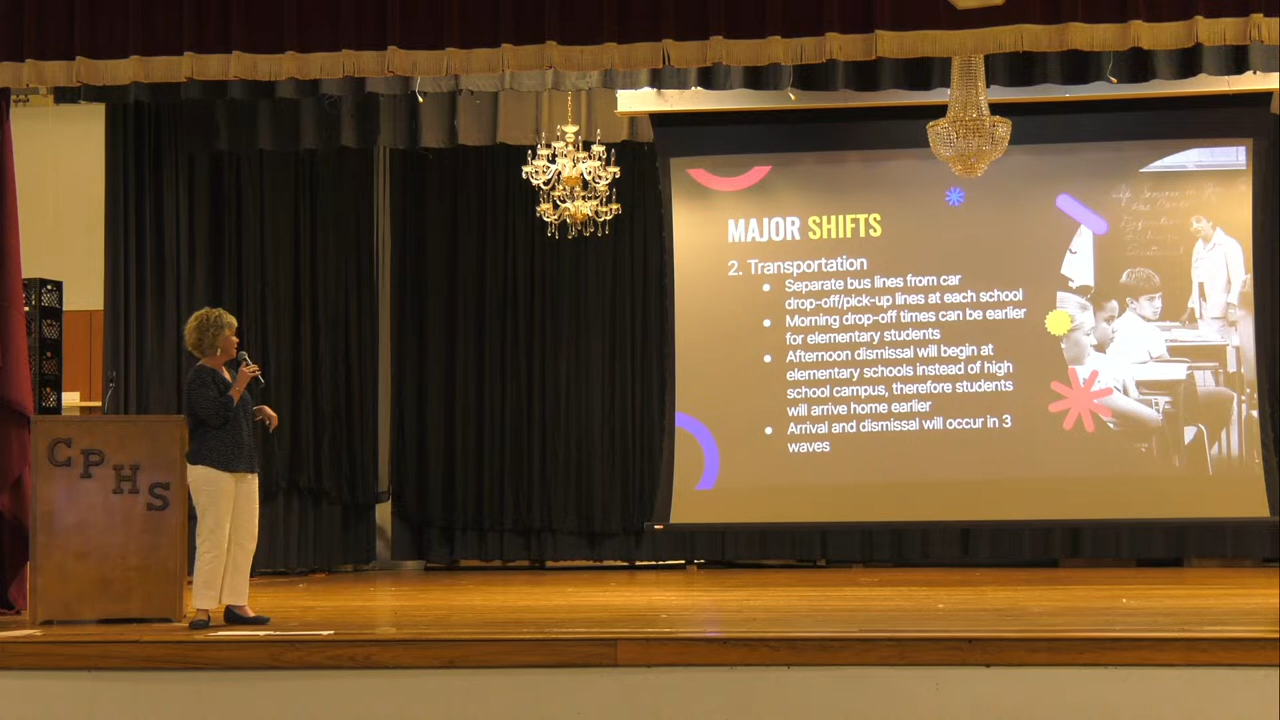 CPHS
MAJOR SHIFTS
2. Transportation
● Separate bus lines from car
drop-off/pick-up lines at each school
● Morning drop-off times can be earlier
for elementary students
● Afternoon dismissal will begin at
elementary schools instead of high
school campus, therefore students
will arrive home earlier
● Arrival and dismissal will occur in 3
waves